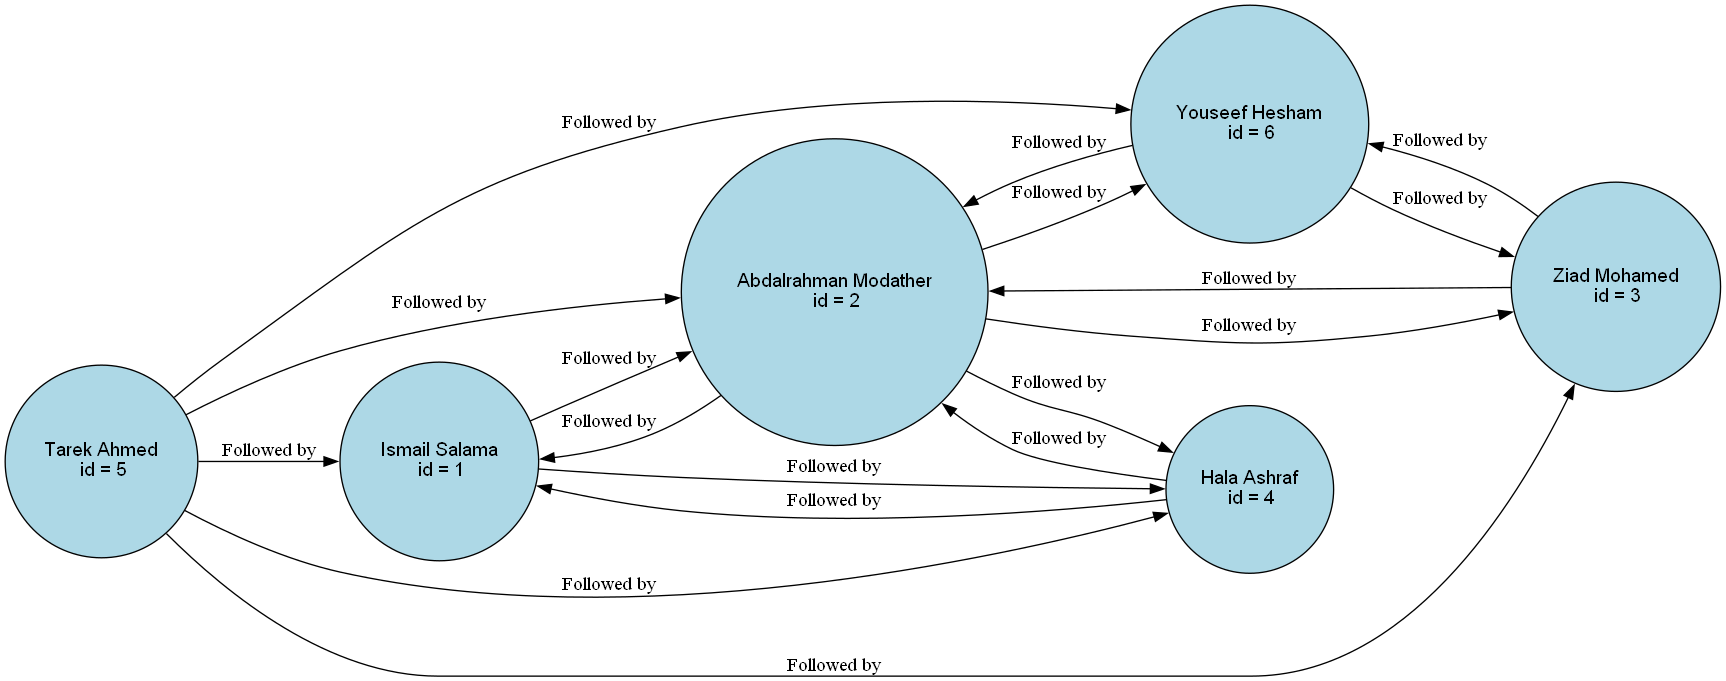 Youseef Hesham
id = 6
Followed by
Followed by
Followed by
Followed by
Followed by
Abdalrahman Modather
id = 2
Followed by
Ziad Mohamed
id = 3
Followed by
Followed by
Followed by
Followed by
Followed by
Followed by
Tarek Ahmed
id = 5
Followed by
Ismail Salama
id = 1
Followed by
Followed by
Hala Ashraf
id = 4
Followed by
Followed by